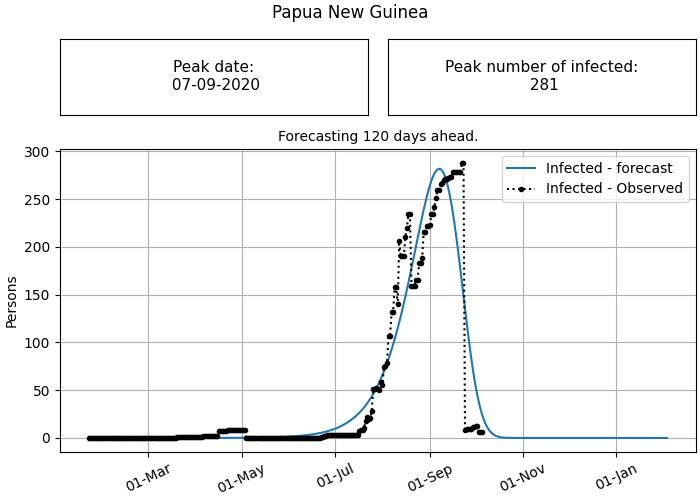 Papua New Guinea
Peak date:
07-09-2020
Peak number of infected:
281
Forecasting 120 days ahead.
Infected - forecast
Infected - Observed
Persons
300
250
200
150
100
50
0
01-Mar
01-May
01-Jul
01-Sep
01-Nov
01-Jan